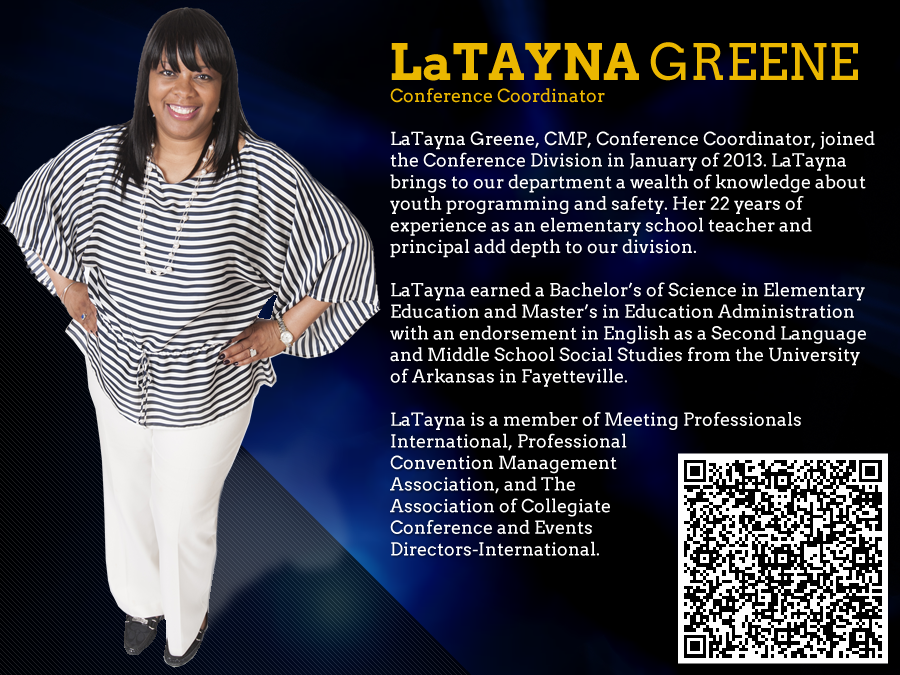 LaTAYNA GREENE
Conference Coordinator
LaTayna Greene, CMP, Conference Coordinator, joined
the Conference Division in January of 2013. LaTayna
brings to our department a wealth of knowledge about
youth programming and safety. Her 22 years of
experience as an elementary school teacher and
principal add depth to our division.
LaTayna earned a Bachelor’s of Science in Elementary
Education and Master’s in Education Administration
with an endorsement in English as a Second Language
and Middle School Social Studies from the University
of Arkansas in Fayetteville.
LaTayna is a member of Meeting Professionals
International, Professional
Convention Management
Association, and The
Association of Collegiate
Conference and Events
Directors-International.